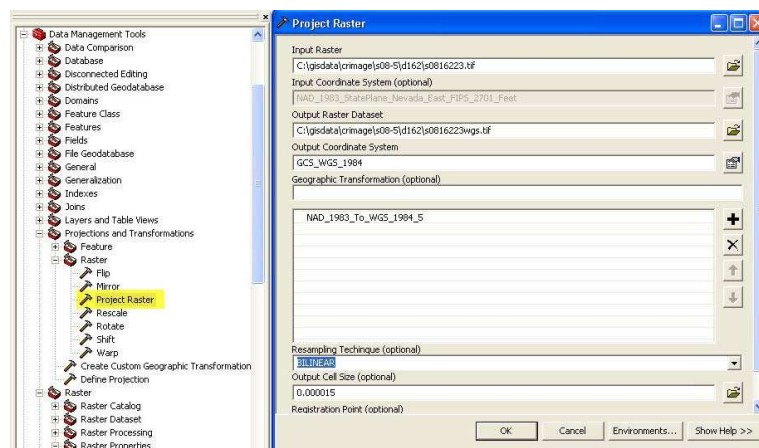 Data Management Tools
Data Comparison
Database
Disconnected Editing
Distributed Geodatabase
Domains
Feature Class
Features
Fields
File Geodatabase
General
Generalization
Indexes
Joins
Layers and Table Views
Projections and Transformations
Feature
Raster
Flip
Mirror
Project Raster
Rescale
Rotate
Shift
Warp
Create Custom Geographic Transformation
Define Projection
Raster
Raster Catalog
Raster Dataset
Raster Processing
Raster Properties
Project Raster
Input Raster
C:\gisdata\crimage\s08-5\d162\s0816223.tif
Input Coordinate System (optional)
NAD_1983_StatePlane_Nevada_East_FIPS_2701_Feet
Output Raster Dataset
C:\gisdata\crimage\s08-5\d162\s0816223wgs.tif
Output Coordinate System
GCS_WGS_1984
Geographic Transformation (optional)
NAD_1983_To_WGS_1984_5
Resampling Techinque (optional)
BILINEAR
Output Cell Size (optional)
0.000015
Registration Point (optional)
OK Cancel Environments... Show Help >>